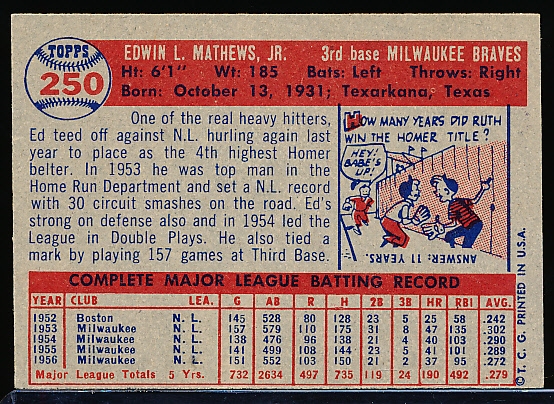 TOPPS
250
EDWIN L. MATHEWS, JR. 3rd base MILWAUKEE BRAVES
Ht: 6'1" Wt: 185 Bats: Left Throws: Right
Born: October 13, 1931; Texarkana, Texas
One of the real heavy hitters,
Ed teed off against N.L. hurling again last
year to place as the 4th highest Homer
belter. In 1953 he was top man in the
Home Run Department and set a N.L. record
with 30 circuit smashes on the road. Ed's
strong on defense also and in 1954 led the
League in Double Plays. He also tied a
mark by playing 157 games at Third Base.
HOW MANY YEARS DID RUTH
WIN THE HOMER TITLE?
HEY!
BABE'S
UP!
ANSWER: 11 YEARS.
COMPLETE MAJOR LEAGUE BATTING RECORD
YEAR CLUB LEA. G AB R H 2B 3B HR RBI AVG.
1952 Boston N. L. 145 528 80 128 23 5 25 58 .242
1953 Milwaukee N. L. 157 579 110 175 31 8 47 135 .302
1954 Milwaukee N. L. 138 476 96 138 21 4 40 103 .290
1955 Milwaukee N. L. 141 499 108 144 23 5 41 101 .289
1956 Milwaukee N. L. 151 552 103 150 21 2 37 95 .272
Major League Totals 5 Yrs. 732 2634 497 735 119 24 190 492 .279
© T. C. G. PRINTED IN U.S.A.